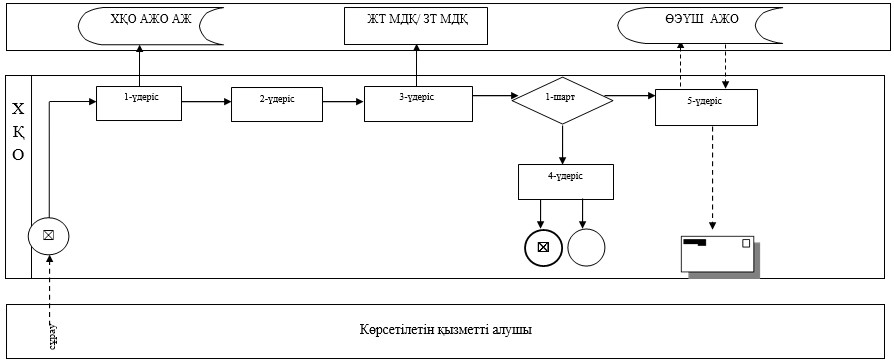 ХҚО АЖО АЖ
ЖТ МДҚ/ ЗТ МДҚ
ӨЭҮШ АЖО
Х
Қ
О
1-үдеріс
2-үдеріс
3-үдеріс
1-шарт
5-үдеріс
4-үдеріс
сұрау
Көрсетілетін қызметті алушы